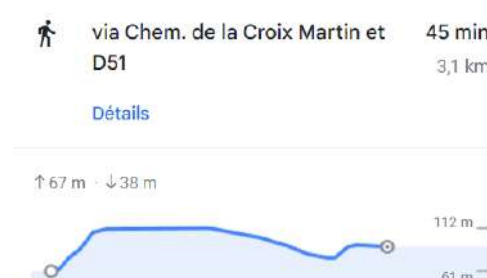 via Chem. de la Croix Martin et 45 min
D51 3,1 km
Détails
↑67 m · ↓38 m
112 m
61 m